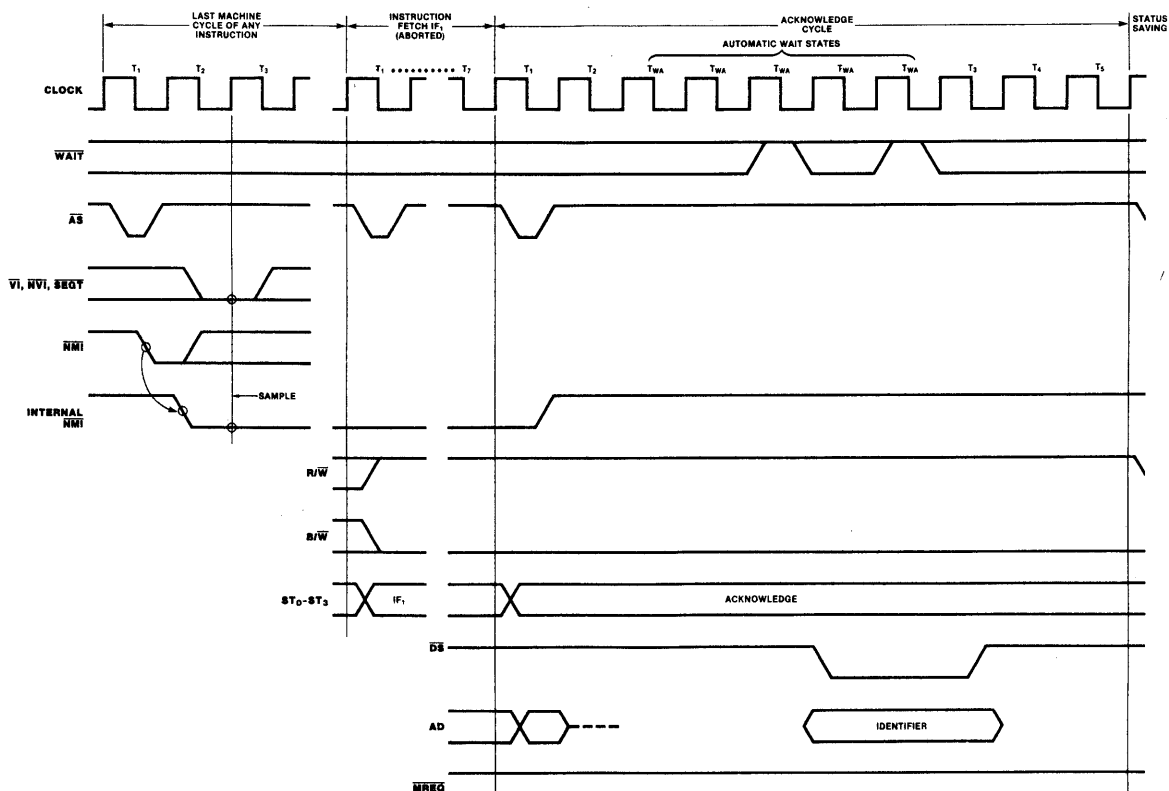 LAST MACHINE
CYCLE OF ANY
INSTRUCTION
INSTRUCTION
FETCH IF₁
(ABORTED)
ACKNOWLEDGE
CYCLE
STATUS
SAVING
AUTOMATIC WAIT STATES
T₁ T₂ T₃ T₁ T₇ T₁ T₂ TWA TWA TWA TWA TWA T₃ T₄ T₅
CLOCK
WAIT
AS
VI, NVI, SEGT
NMI
SAMPLE
INTERNAL
NMI
R/W
B/W
ST₀-ST₃
IF₁
ACKNOWLEDGE
DS
AD
IDENTIFIER
MREQ